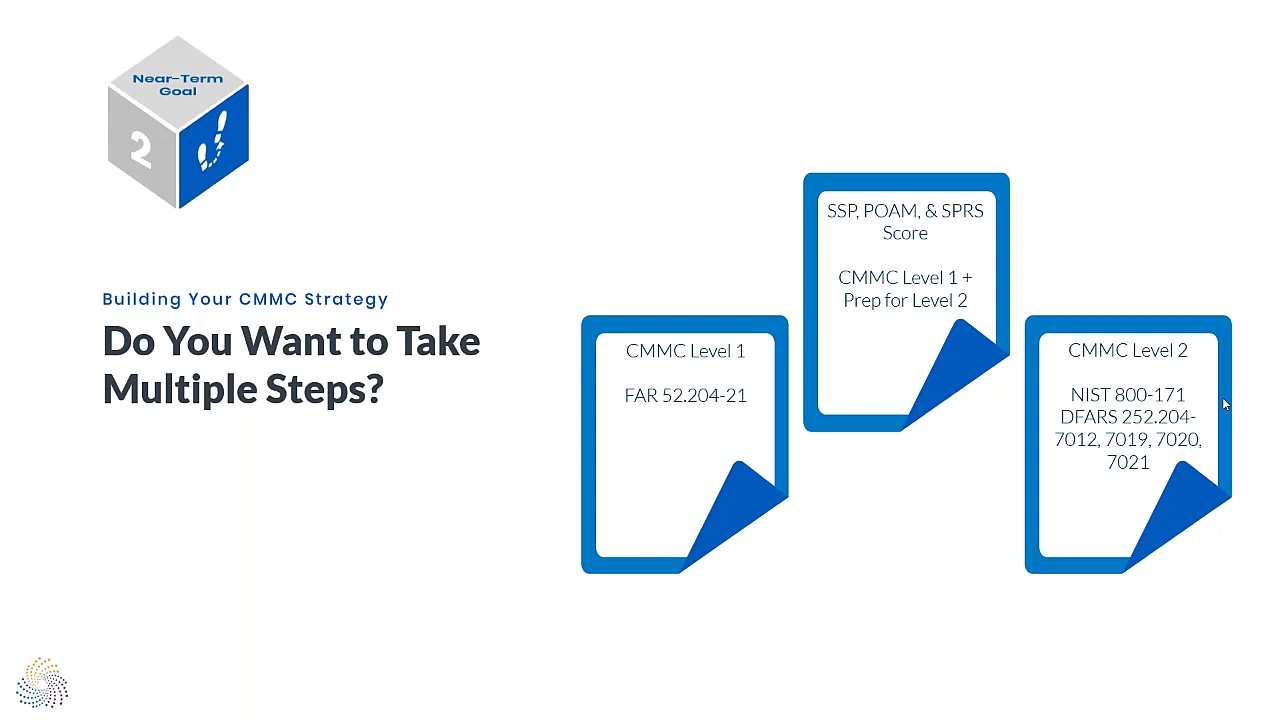 Near-Term
Goal
2
Building Your CMMC Strategy
Do You Want to Take
Multiple Steps?
CMMC Level 1
FAR 52.204-21
SSP, POAM, & SPRS
Score
CMMC Level 1 +
Prep for Level 2
CMMC Level 2
NIST 800-171
DFARS 252.204-
7012, 7019, 7020,
7021